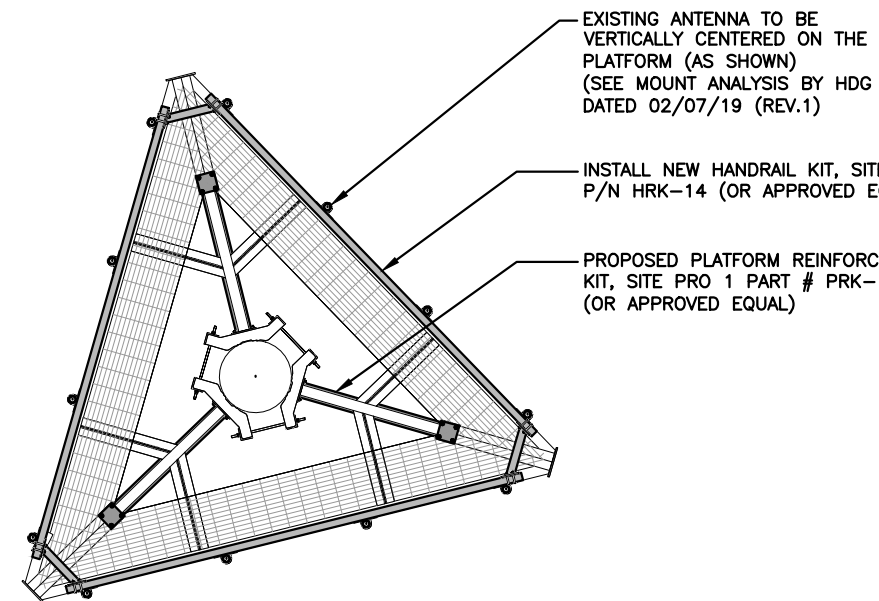 EXISTING ANTENNA TO BE
VERTICALLY CENTERED ON THE
PLATFORM (AS SHOWN)
(SEE MOUNT ANALYSIS BY HDG
DATED 02/07/19 (REV.1)
INSTALL NEW HANDRAIL KIT,
P/N HRK-14 (OR APPROVED
PROPOSED PLATFORM
KIT, SITE PRO 1 PART # PRK-
(OR APPROVED EQUAL)